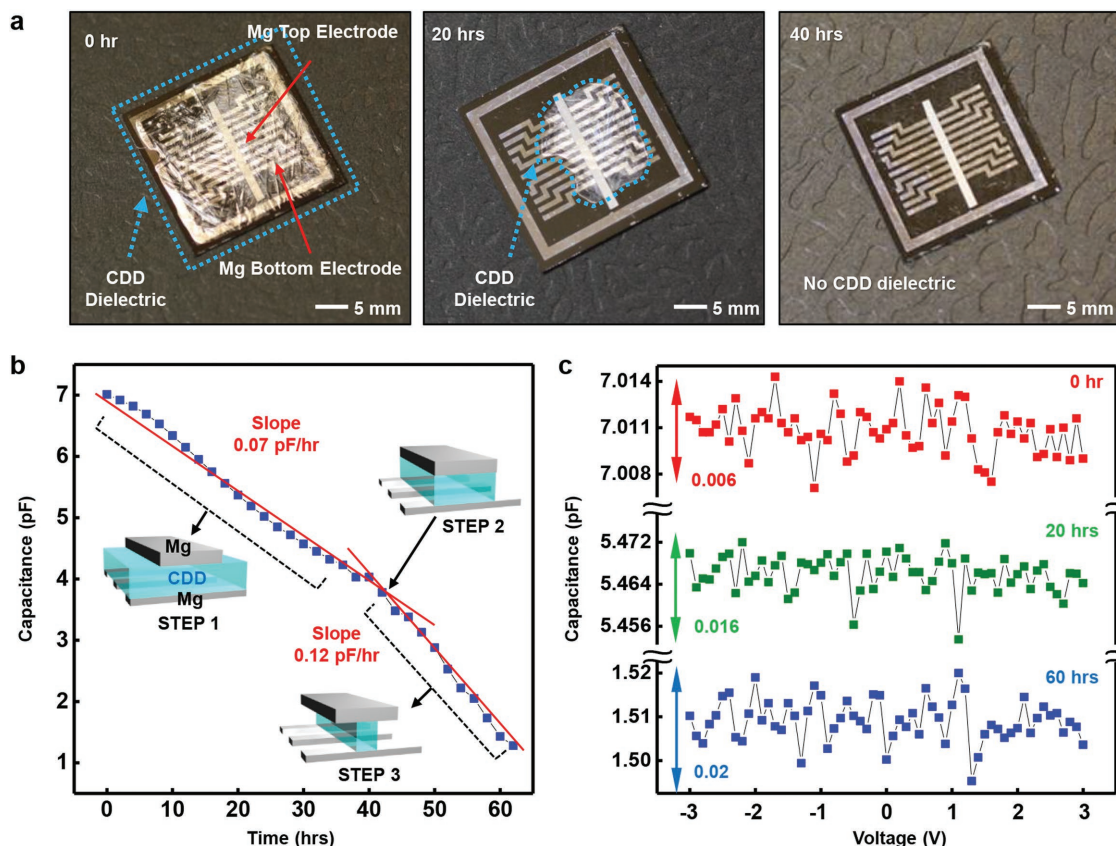 a
0 hr
Mg Top Electrode
CDD
Dielectric
Mg Bottom Electrode
5 mm
20 hrs
CDD
Dielectric
5 mm
40 hrs
No CDD dielectric
5 mm
b
Capacitance (pF)
7
6
5
4
3
2
1
Slope
0.07 pF/hr
STEP 2
Mg
CDD
Mg
STEP 1
Slope
0.12 pF/hr
STEP 3
0 10 20 30 40 50 60
Time (hrs)
c
Capacitance (pF)
7.014
7.011
7.008
0 hr
0.006
5.472
5.464
5.456
20 hrs
0.016
1.52
1.51
1.50
60 hrs
0.02
-3 -2 -1 0 1 2 3
Voltage (V)